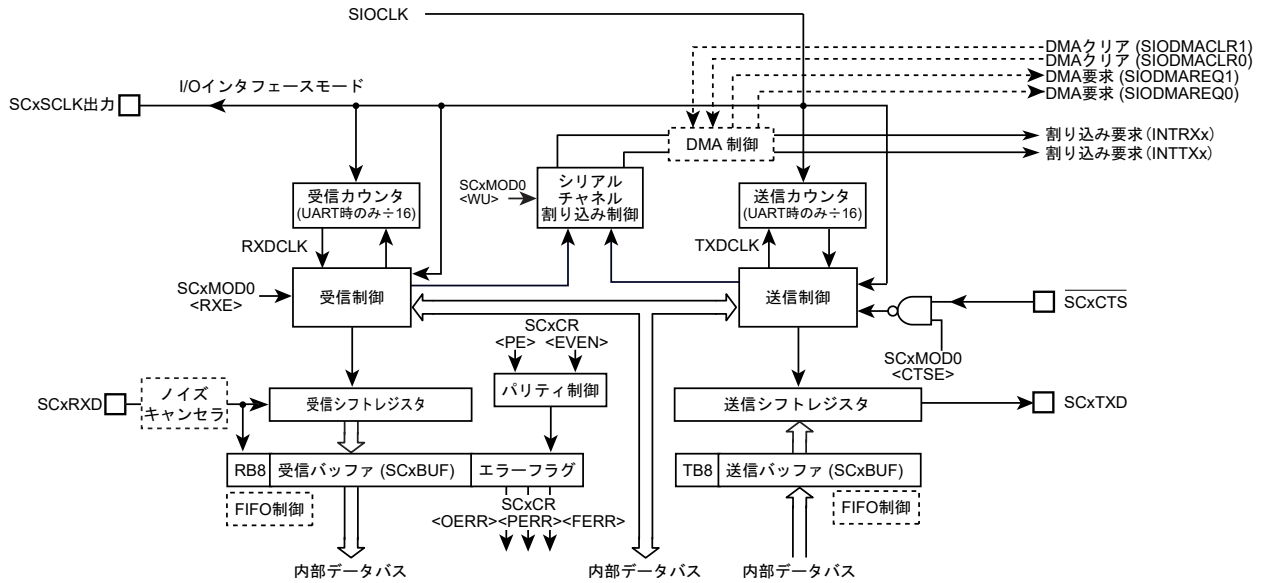 SIOCLK
DMAクリア (SIODMACLR1)
DMAクリア (SIODMACLR0)
DMA要求 (SIODMAREQ1)
DMA要求 (SIODMAREQ0)
I/Oインタフェースモード
SCxSCLK出力
DMA 制御
割り込み要求(INTRXx)
割り込み要求(INTTXx)
受信カウンタ
(UART時のみ÷16)
SCxMOD0
<WU>
シリアル
チャネル
割り込み制御
送信カウンタ
(UART時のみ÷16)
RXDCLK
TXDCLK
SCxMOD0
<RXE>
受信制御
送信制御
SCxCTS
SCxCR
<PE> <EVEN>
SCxMOD0
<CTSE>
SCxRXD
ノイズ
キャンセラ
受信シフトレジスタ
パリティ制御
送信シフトレジスタ
SCxTXD
RB8 受信バッファ (SCxBUF) エラーフラグ
TB8 送信バッファ (SCxBUF)
FIFO制御
SCxCR
<OERR><PERR><FERR>
FIFO制御
内部データバス
内部データバス
内部データバス